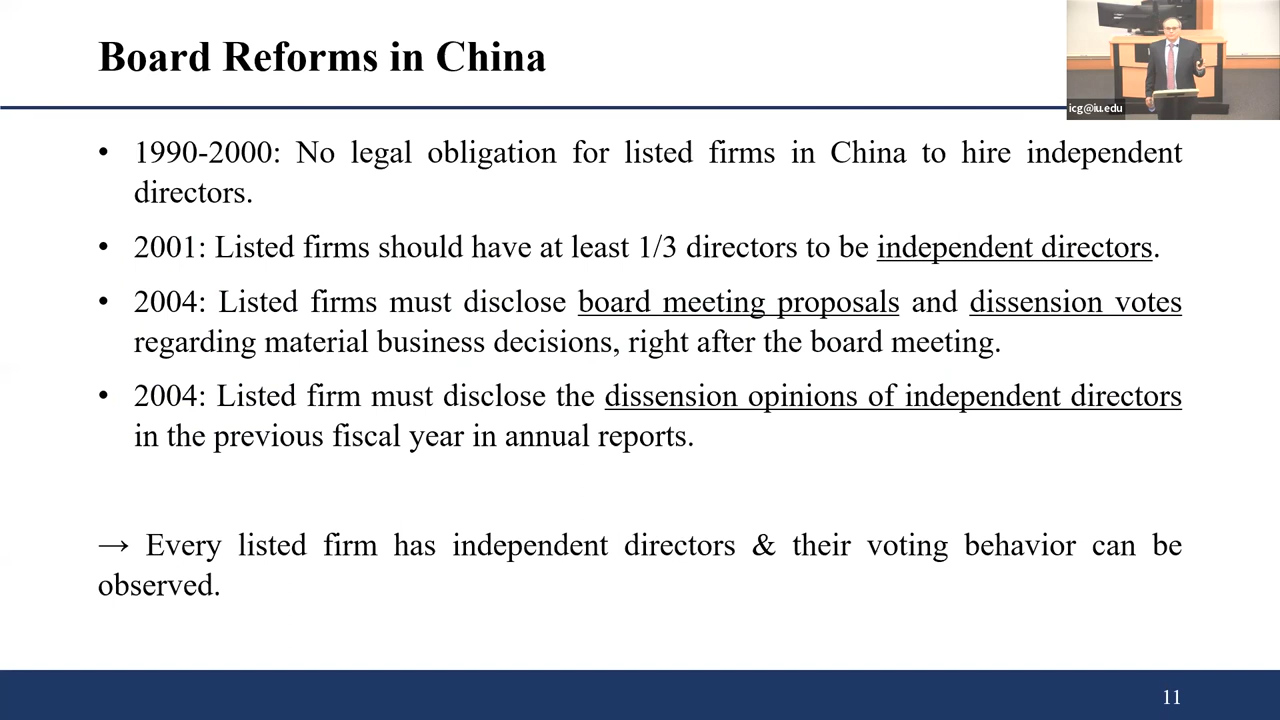 Board Reforms in China
icg@iu.edu
• 1990-2000: No legal obligation for listed firms in China to hire independent
directors.
• 2001: Listed firms should have at least 1/3 directors to be independent directors.
• 2004: Listed firms must disclose board meeting proposals and dissension votes
regarding material business decisions, right after the board meeting.
• 2004: Listed firm must disclose the dissension opinions of independent directors
in the previous fiscal year in annual reports.
→ Every listed firm has independent directors & their voting behavior can be
observed.
11